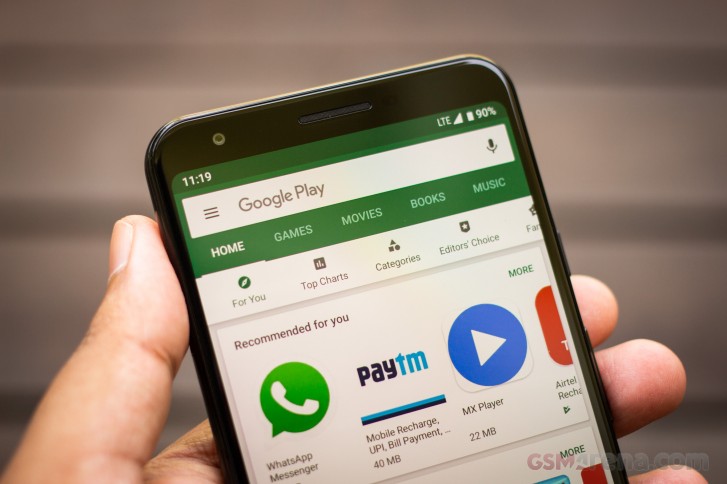 11:19
LTE 90%
Google Play
HOME GAMES MOVIES BOOKS MUSIC
For You Top Charts Categories Editors' Choice Fa
Recommended for you MORE
PAYTM
WhatsApp
Messenger
Mobile Recharge,
UPI, Bill Payment, ...
40 MB
MX Player
22 MB
Airtel
Recha
MORE
GSMArena.com